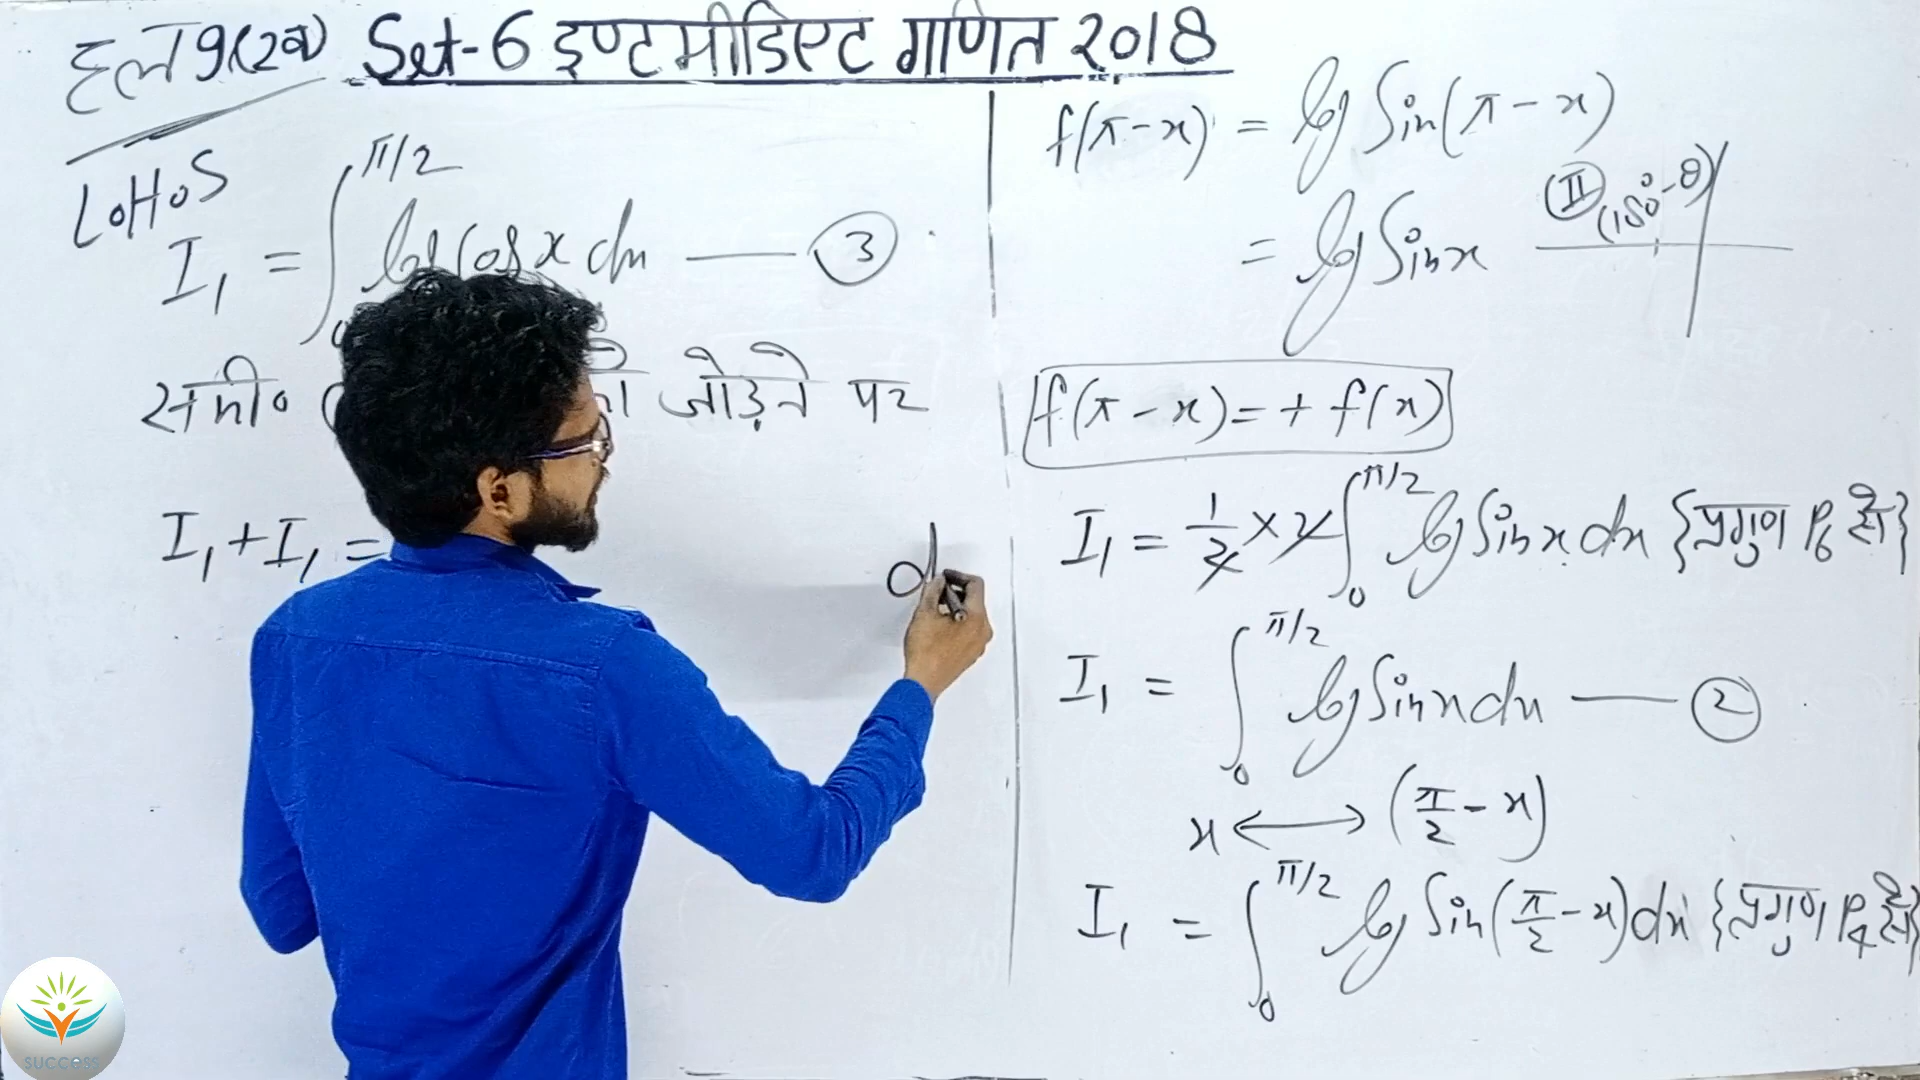 हल 9(2ब) Set-6 इण्टरमीडिएट गणित 2018
L₀H₀S
I₁ = ∫ π/2 log cos x dx —— ③
समी० को जोड़ने पर
I₁ + I₁ =
d
f(π - x) = log Sin(π - x)
= log Sin x
Ⅱ (180° - θ)
f(π - x) = + f(x)
I₁ = 1/2 × 2 ∫₀^π/2 log Sin x dx {प्रगुण P₆ से}
I₁ = ∫₀^π/2 log Sin x dx —— ②
x ⟷ (π/2 - x)
I₁ = ∫₀^π/2 log Sin(π/2 - x) dx {प्रगुण P₄ से}
SUCCESS